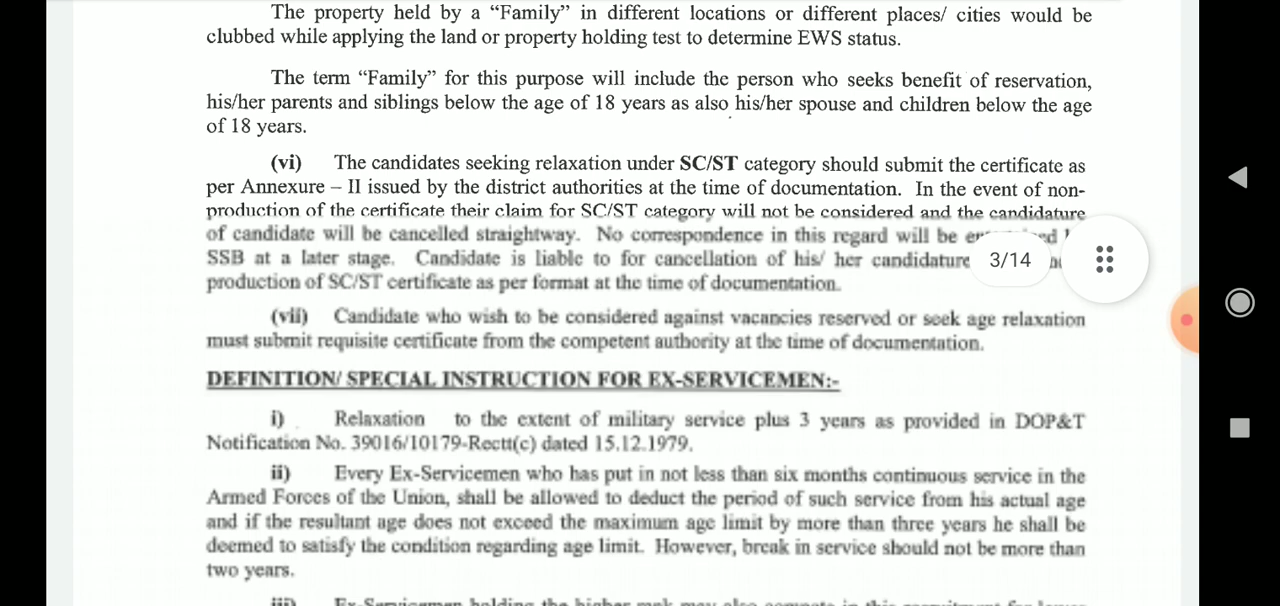 The property held by a “Family” in different locations or different places/ cities would be
clubbed while applying the land or property holding test to determine EWS status.
The term “Family” for this purpose will include the person who seeks benefit of reservation,
his/her parents and siblings below the age of 18 years as also his/her spouse and children below the age
of 18 years.
(vi) The candidates seeking relaxation under SC/ST category should submit the certificate as
per Annexure – II issued by the district authorities at the time of documentation. In the event of non-
production of the certificate their claim for SC/ST category will not be considered and the candidature
of candidate will be cancelled straightway. No correspondence in this regard will be
SSB at a later stage. Candidate is liable to for cancellation of his/ her candidature
3/14
production of SC/ST certificate as per format at the time of documentation.
(vii) Candidate who wish to be considered against vacancies reserved or seek age relaxation
must submit requisite certificate from the competent authority at the time of documentation.
DEFINITION/ SPECIAL INSTRUCTION FOR EX-SERVICEMEN:-
i) Relaxation to the extent of military service plus 3 years as provided in DOP&T
Notification No. 39016/10179-Rectt(c) dated 15.12.1979.
ii) Every Ex-Servicemen who has put in not less than six months continuous service in the
Armed Forces of the Union, shall be allowed to deduct the period of such service from his actual age
and if the resultant age does not exceed the maximum age limit by more than three years he shall be
deemed to satisfy the condition regarding age limit. However, break in service should not be more than
two years.